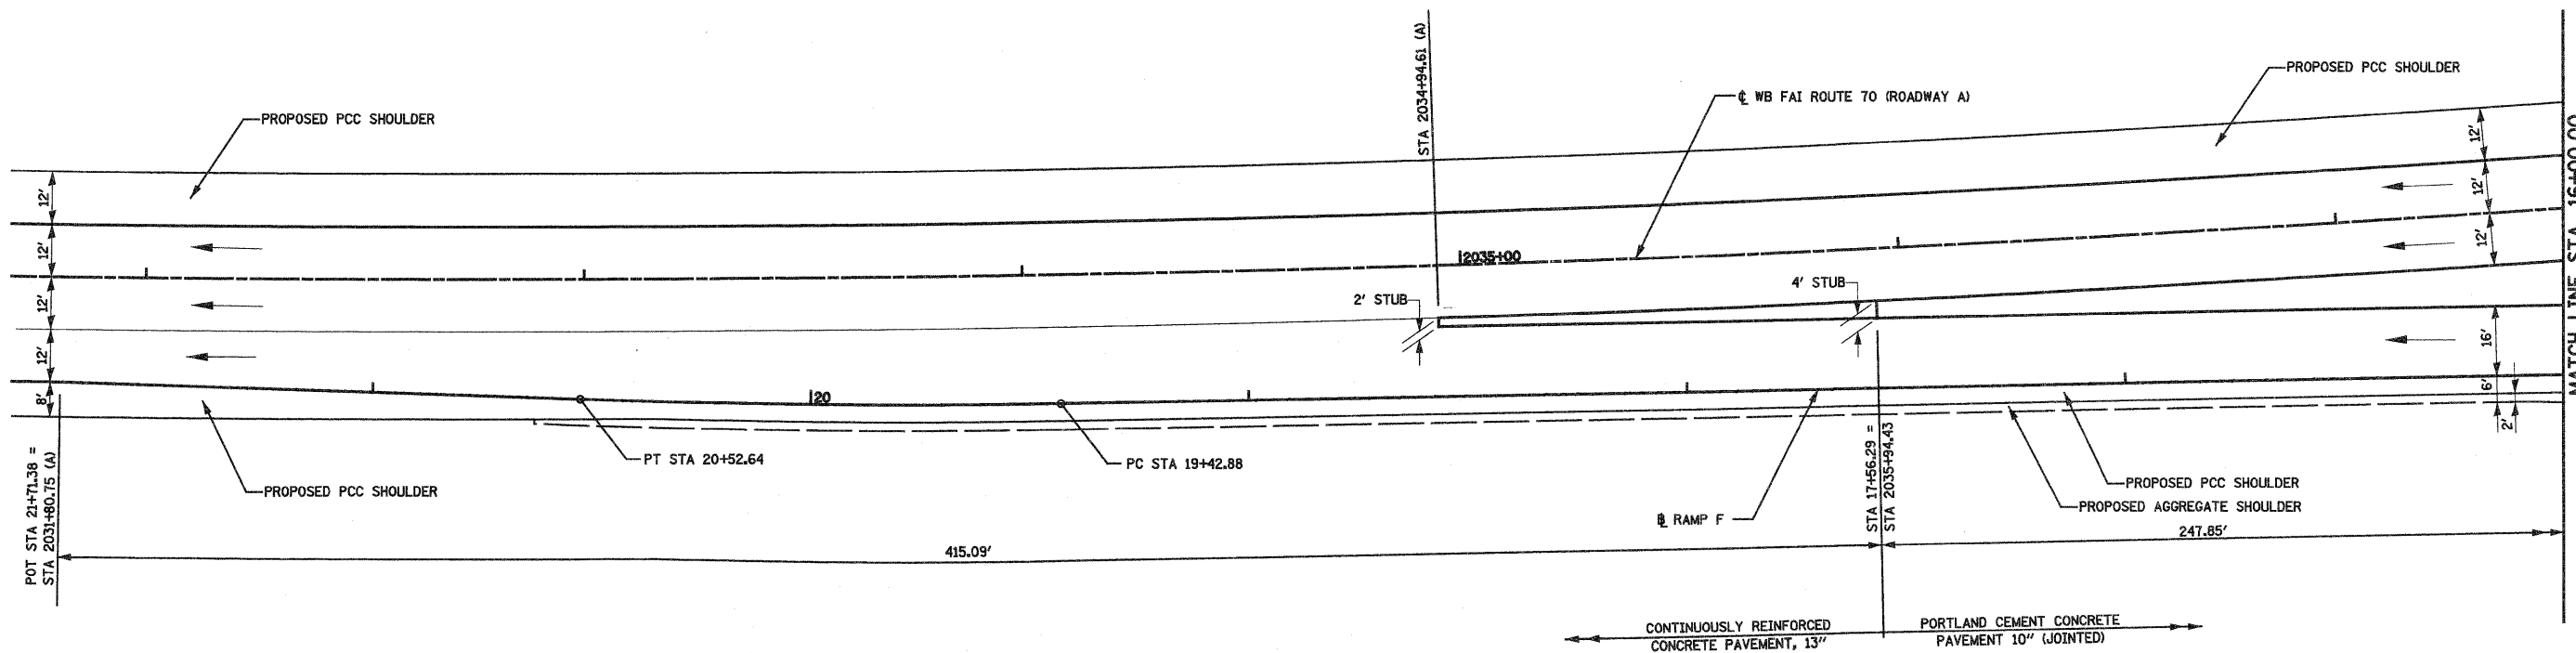 PROPOSED PCC SHOULDER
STA 2034+94.61 (A)
℄ WB FAI ROUTE 70 (ROADWAY A)
PROPOSED PCC SHOULDER
12'
12'
12'
12'
8'
12'
12'
12'
16'
6'
2'
2035+00
2' STUB
4' STUB
20
PT STA 20+52.64
PC STA 19+42.88
PROPOSED PCC SHOULDER
POT STA 21+71.38 =
STA 2031+80.75 (A)
STA 17+56.29 =
STA 2035+94.43
PROPOSED PCC SHOULDER
PROPOSED AGGREGATE SHOULDER
RAMP F
415.09'
247.85'
CONTINUOUSLY REINFORCED
CONCRETE PAVEMENT, 13"
PORTLAND CEMENT CONCRETE
PAVEMENT 10" (JOINTED)
MATCH LINE STA. 16+00.00